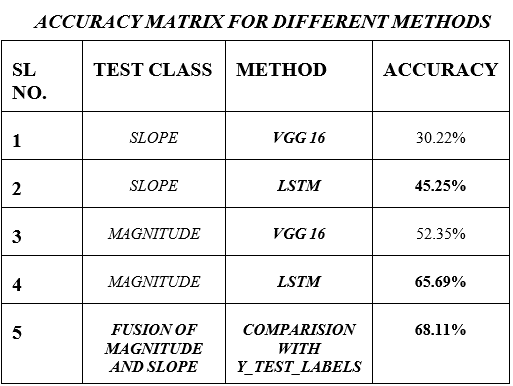 ACCURACY MATRIX FOR DIFFERENT METHODS
SL NO. TEST CLASS METHOD ACCURACY
1 SLOPE VGG 16 30.22%
2 SLOPE LSTM 45.25%
3 MAGNITUDE VGG 16 52.35%
4 MAGNITUDE LSTM 65.69%
5 FUSION OF MAGNITUDE AND SLOPE COMPARISION WITH Y_TEST_LABELS 68.11%